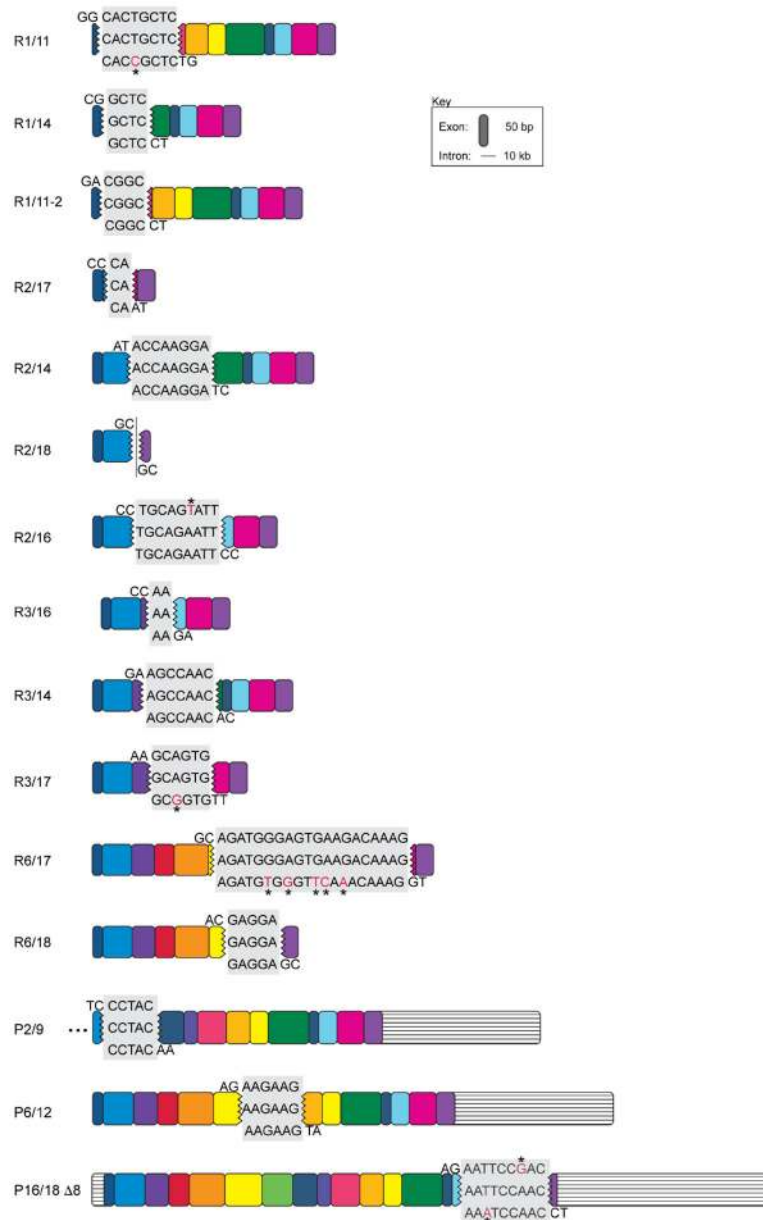 GG CACTGCTC
R1/11 CACTGCTC
CACCGCTCTG
*
CG GCTC
R1/14 GCTC
GCTC CT
Key
Exon: 50 bp
Intron: 10 kb
GA CGGC
R1/11-2 CGGC
CGGC CT
CC CA
R2/17 CA
CA AT
AT ACCAAGGA
R2/14 ACCAAGGA
ACCAAGGA TC
GC
R2/18
GC
*
CC TGCAGTATT
R2/16 TGCAGAATT
TGCAGAATT CC
CC AA
R3/16 AA
AA GA
GA AGCCAAC
R3/14 AGCCAAC
AGCCAAC AC
AA GCAGTG
R3/17 GCAGTG
GCGGTGTT
*
GC AGATGGGAGTGAAGACAAAG
R6/17 AGATGGGAGTGAAGACAAAG
AGATGTGGGTTCAAACAAAG GT
* * * * *
AC GAGGA
R6/18 GAGGA
GAGGA GC
TC CCTAC
P2/9 ... CCTAC
CCTAC AA
AG AAGAAG
P6/12 AAGAAG
AAGAAG TA
*
AG AATTCCGAC
P16/18 Δ8 AATTCCAAC
AAATCCAAC CT
*